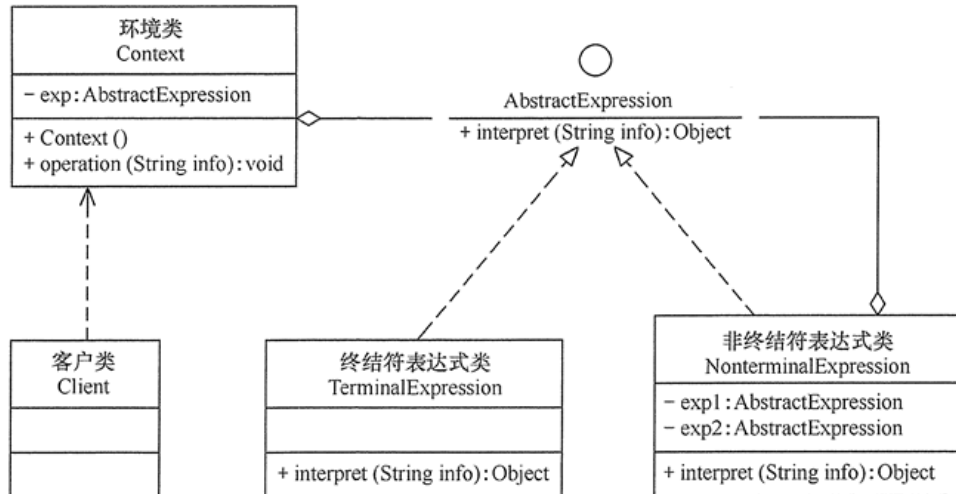 环境类
Context
- exp:AbstractExpression
+ Context ()
+ operation (String info):void
AbstractExpression
+ interpret (String info):Object
客户类
Client
终结符表达式类
TerminalExpression
+ interpret (String info):Object
非终结符表达式类
NonterminalExpression
- exp1:AbstractExpression
- exp2:AbstractExpression
+ interpret (String info):Object